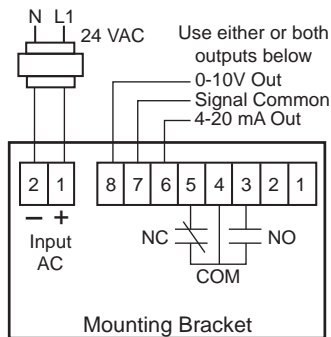 N L1
24 VAC
Use either or both
outputs below
0-10V Out
Signal Common
4-20 mA Out
2 1 8 7 6 5 4 3 2 1
− +
Input
AC
NC
NO
COM
Mounting Bracket